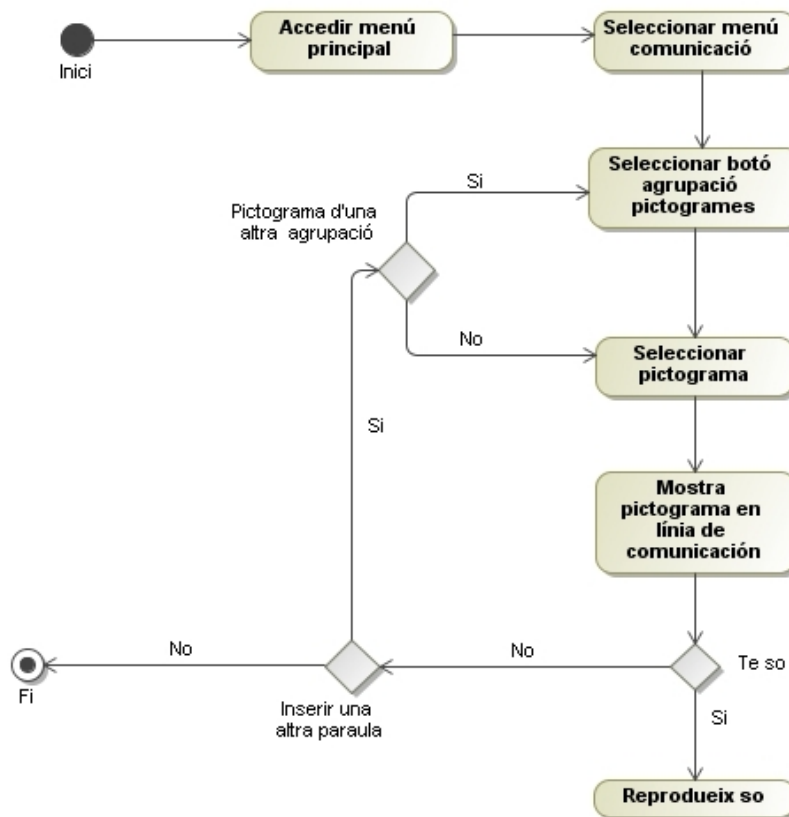 Accedir menú
principal
Seleccionar menú
comunicació
Inici
Seleccionar botó
agrupació
pictogrames
Si
Pictograma d'una
altra agrupació
No
Seleccionar
pictograma
Si
Mostra
pictograma en
línia de
comunicación
No
No
Te so
Fi
Inserir una
altra paraula
Si
Reprodueix so